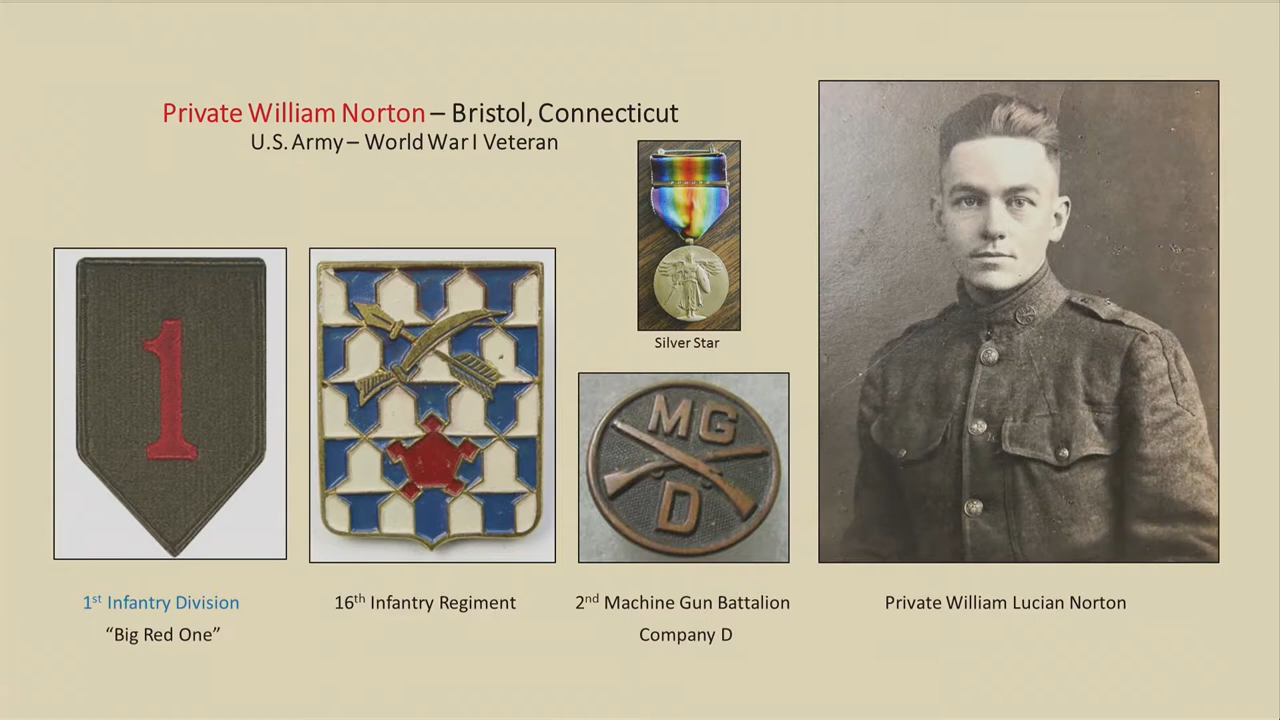 Private William Norton – Bristol, Connecticut
U.S. Army – World War I Veteran
Silver Star
1
MG
D
1st Infantry Division
"Big Red One"
16th Infantry Regiment
2nd Machine Gun Battalion
Company D
Private William Lucian Norton